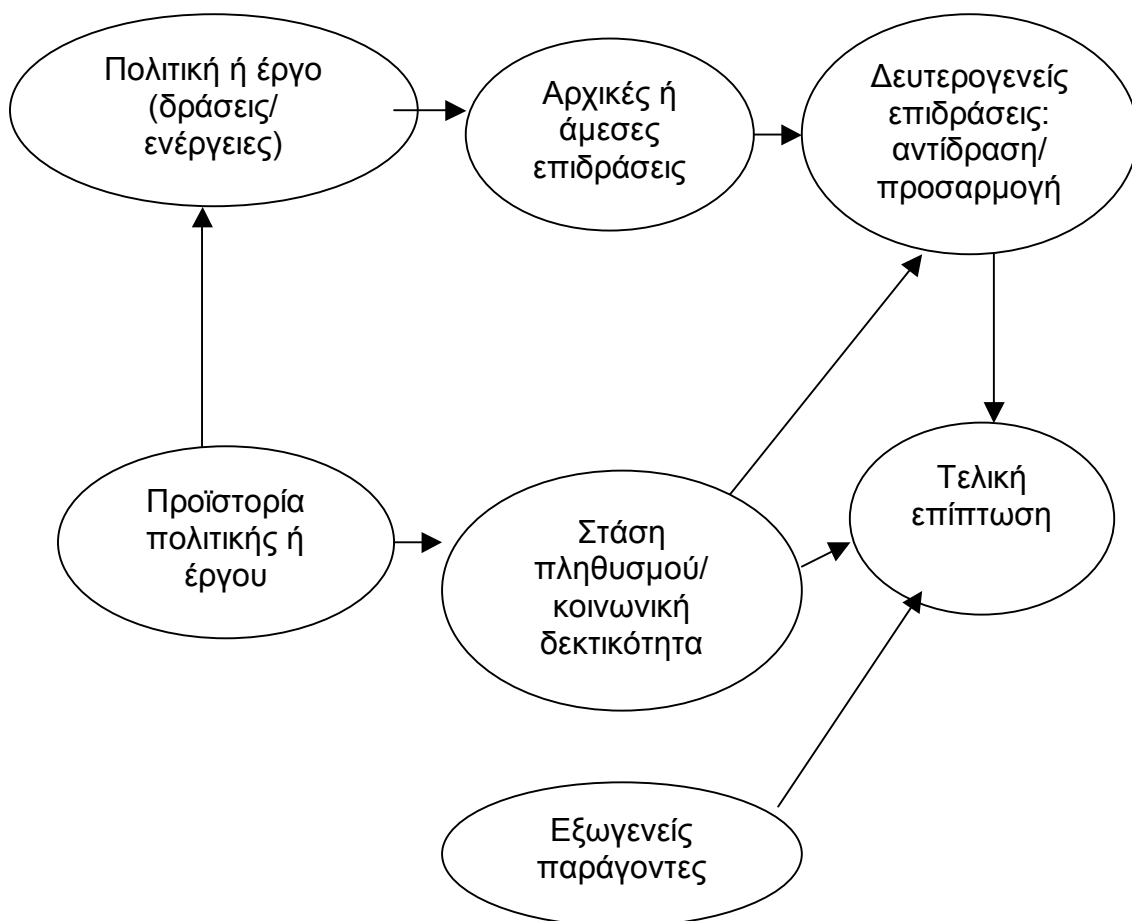 Πολιτική ή έργο
(δράσεις/
ενέργειες)
Αρχικές ή
άμεσες
επιδράσεις
Δευτερογενείς
επιδράσεις:
αντίδραση/
προσαρμογή
Προϊστορία
πολιτικής ή
έργου
Στάση
πληθυσμού/
κοινωνική
δεκτικότητα
Τελική
επίπτωση
Εξωγενείς
παράγοντες